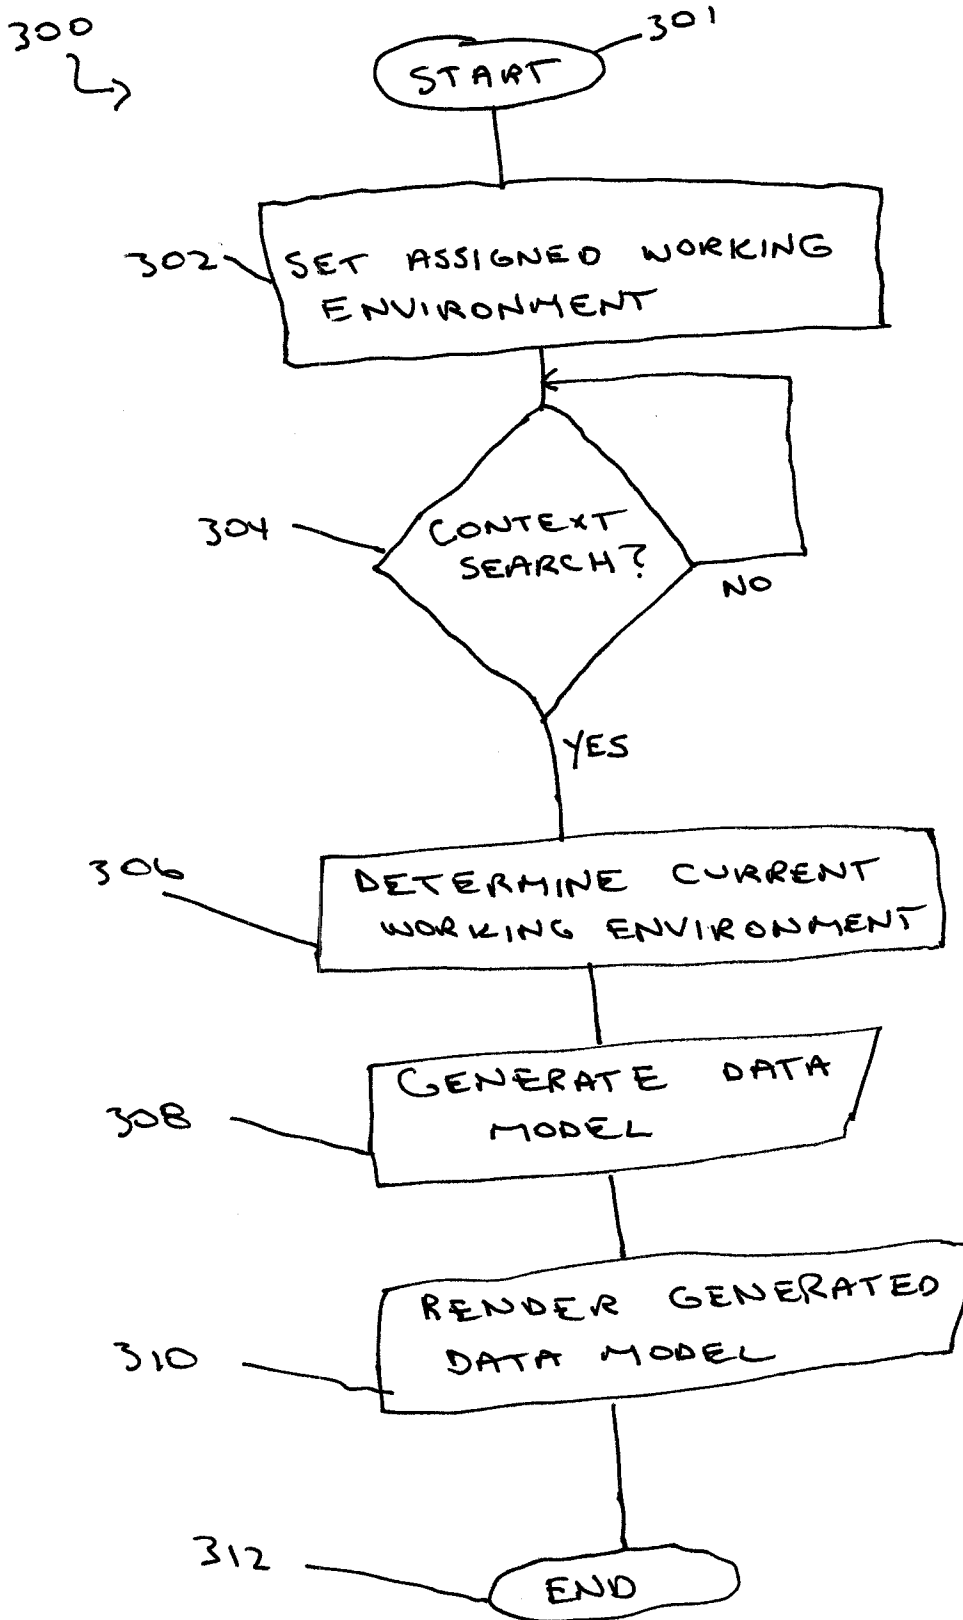 300
301
START
302
SET ASSIGNED WORKING
ENVIRONMENT
304
CONTEXT
SEARCH?
NO
YES
306
DETERMINE CURRENT
WORKING ENVIRONMENT
308
GENERATE DATA
MODEL
310
RENDER GENERATED
DATA MODEL
312
END